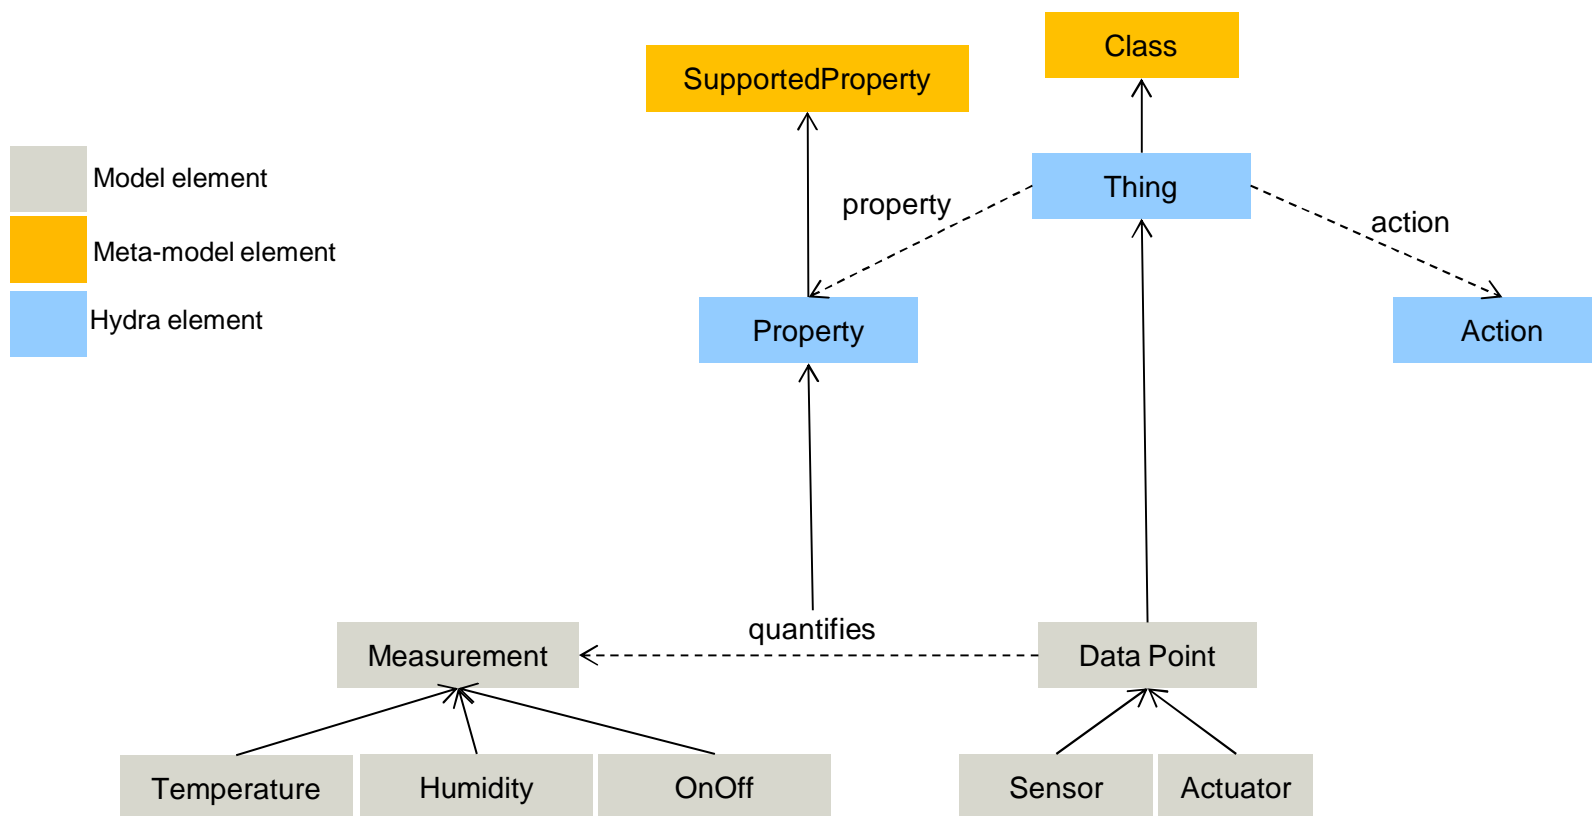 Class
SupportedProperty
Model element
Thing
property
action
Meta-model element
Hydra element
Property
Action
quantifies
Measurement
Data Point
Temperature
Humidity
OnOff
Sensor
Actuator